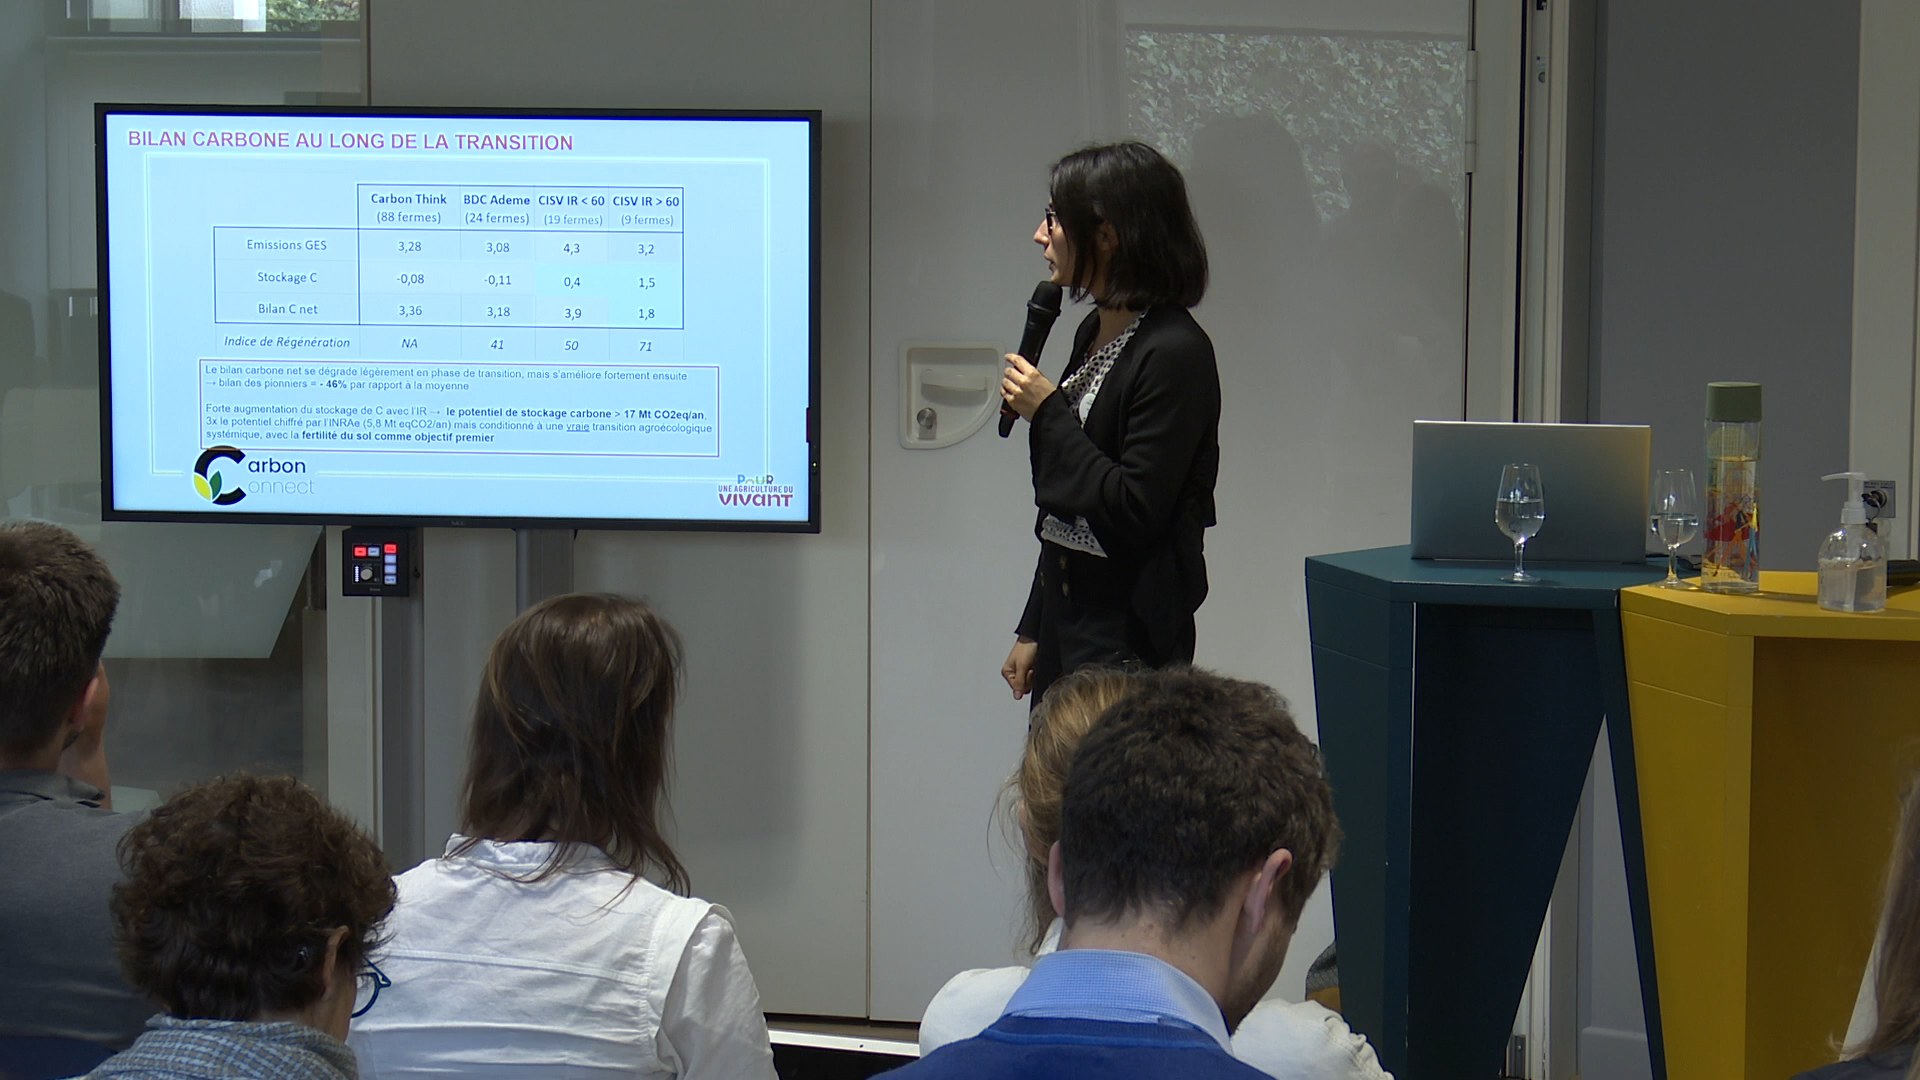 BILAN CARBONE AU LONG DE LA TRANSITION
Carbon Think BDC Ademe CISV IR < 60 CISV IR > 60
(88 fermes) (24 fermes) (19 fermes) (9 fermes)
Emissions GES 3,28 3,08 4,3 3,2
Stockage C -0,08 -0,11 0,4 1,5
Bilan C net 3,36 3,18 3,9 1,8
Indice de Régénération NA 41 50 71
Le bilan carbone net se dégrade légèrement en phase de transition, mais s'améliore fortement ensuite
→ bilan des pionniers = - 46% par rapport à la moyenne
Forte augmentation du stockage de C avec l'IR → le potentiel de stockage carbone > 17 Mt CO2eq/an,
3x le potentiel chiffré par l'INRAe (5,8 Mt eqCO2/an) mais conditionné à une vraie transition agroécologique
systémique, avec la fertilité du sol comme objectif premier
Carbon
Connect
POUR
UNE AGRICULTURE DU
VIVANT
NEC